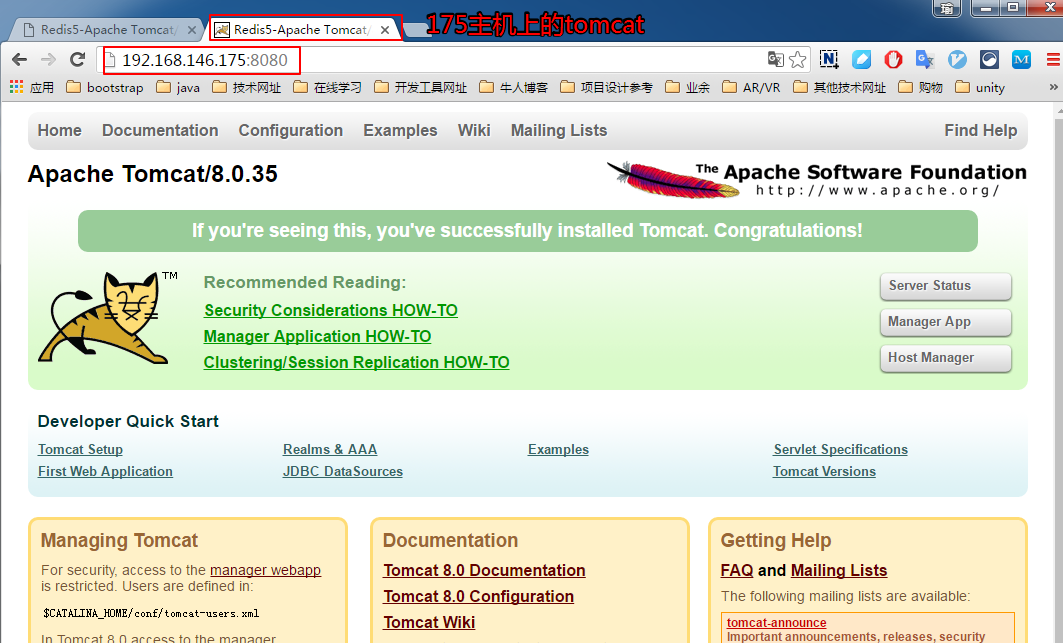 Redis5-Apache Tomcat/
Redis5-Apache Tomcat/
175主机上的tomcat
192.168.146.175:8080
应用 bootstrap java 技术网址 在线学习 开发工具网址 牛人博客 项目设计参考 业余 AR/VR 其他技术网址 购物 unity
Home Documentation Configuration Examples Wiki Mailing Lists Find Help
Apache Tomcat/8.0.35
The Apache Software Foundation
http://www.apache.org/
If you're seeing this, you've successfully installed Tomcat. Congratulations!
TM
Recommended Reading:
Security Considerations HOW-TO
Manager Application HOW-TO
Clustering/Session Replication HOW-TO
Server Status
Manager App
Host Manager
Developer Quick Start
Tomcat Setup
First Web Application
Realms & AAA
JDBC DataSources
Examples
Servlet Specifications
Tomcat Versions
Managing Tomcat
For security, access to the manager webapp
is restricted. Users are defined in:
$CATALINA_HOME/conf/tomcat-users.xml
In Tomcat 8.0 access to the manager
Documentation
Tomcat 8.0 Documentation
Tomcat 8.0 Configuration
Tomcat Wiki
Getting Help
FAQ and Mailing Lists
The following mailing lists are available:
tomcat-announce
Important announcements, releases, security